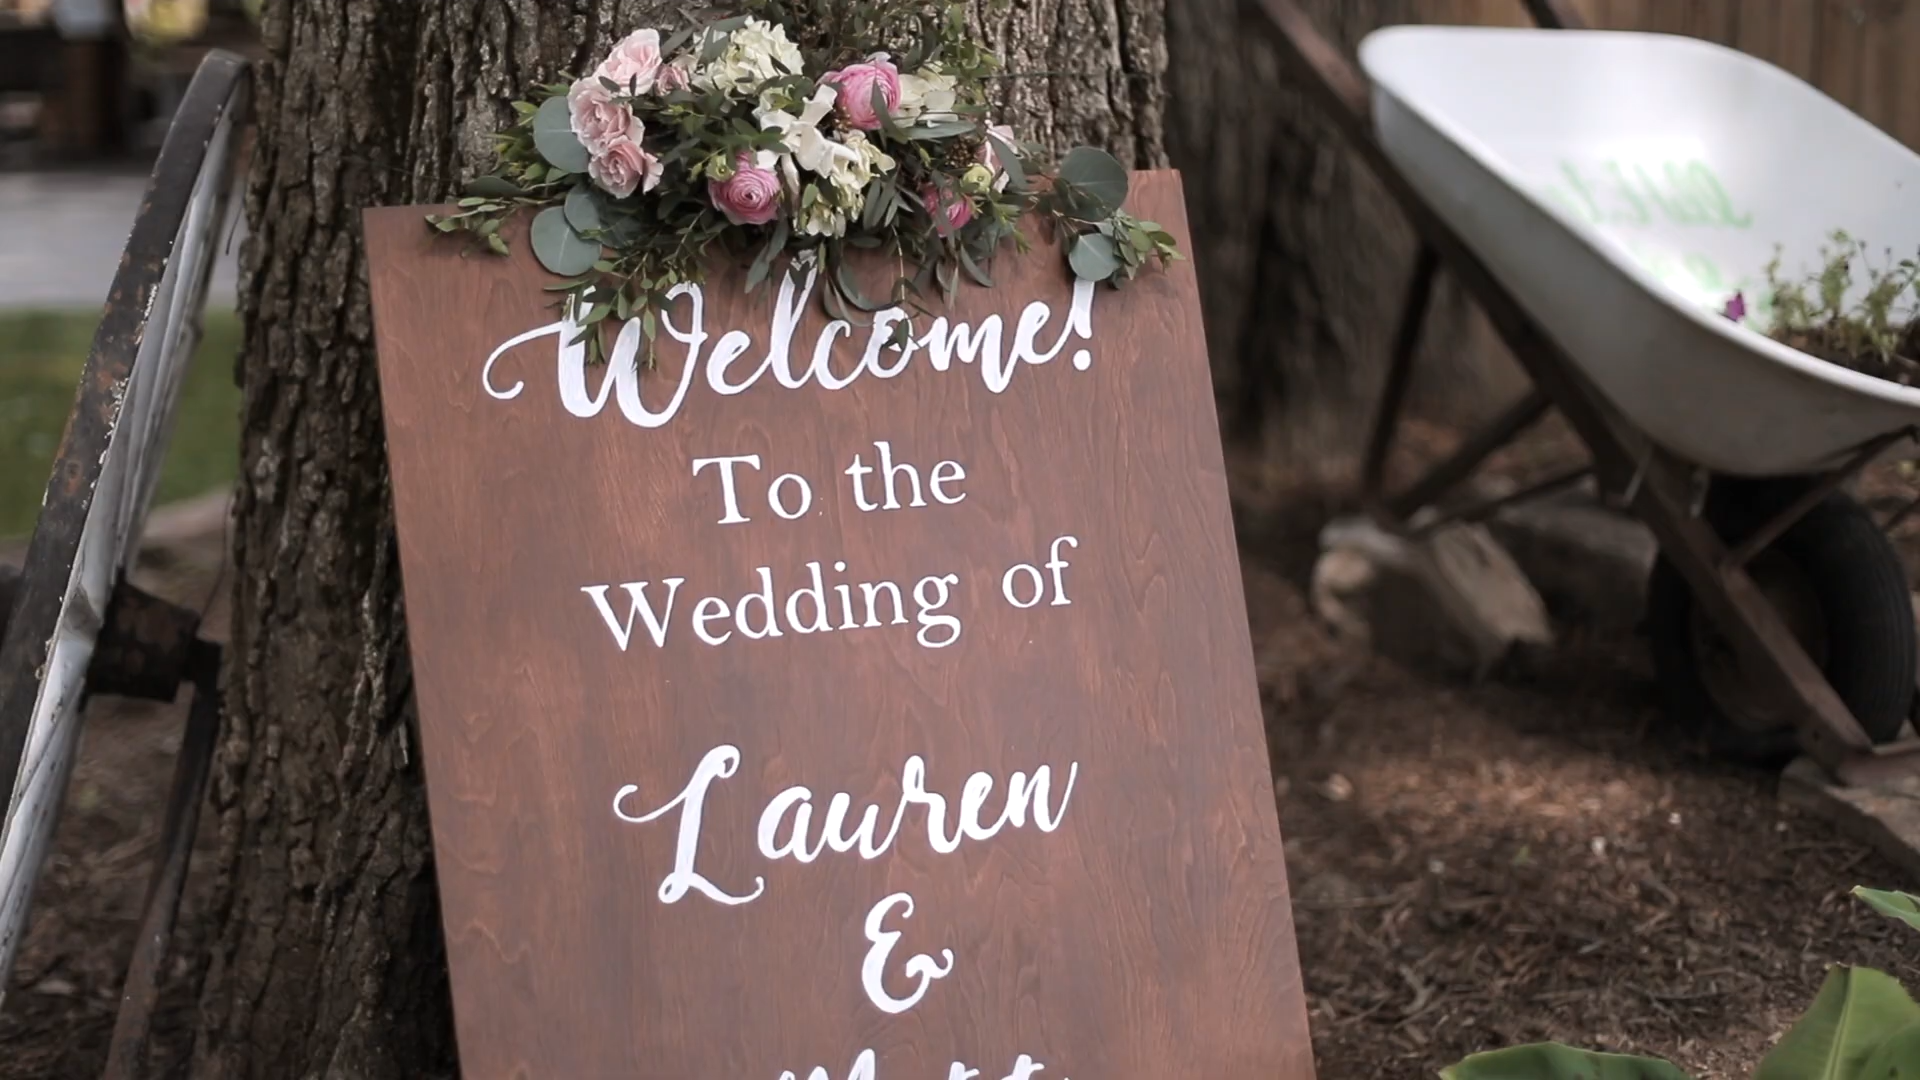 Welcome!
To the
Wedding of
Lauren
&